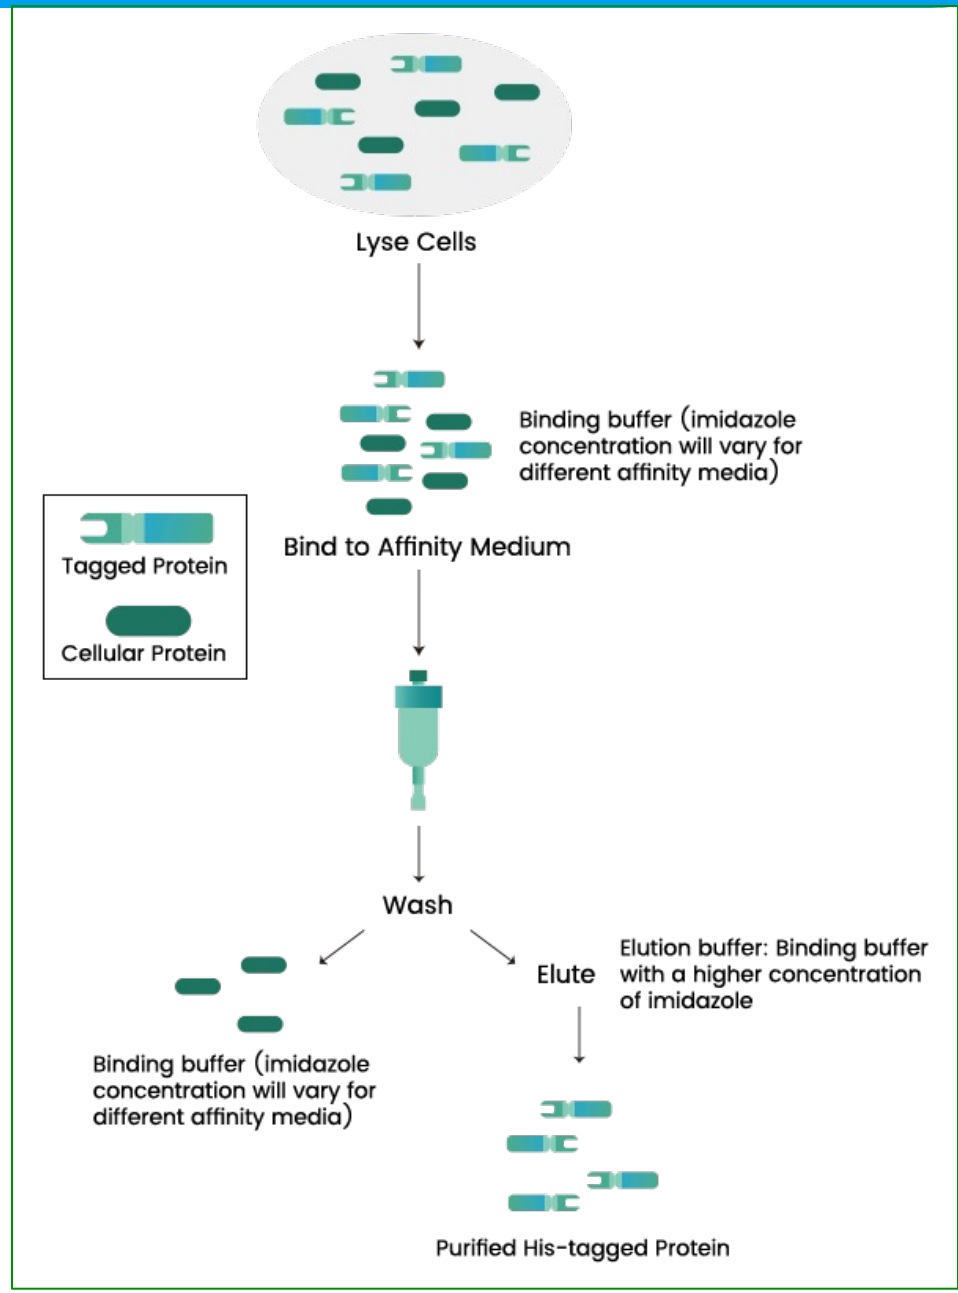 Lyse Cells
Binding buffer (imidazole
concentration will vary for
different affinity media)
Bind to Affinity Medium
Tagged Protein
Cellular Protein
Wash
Elute
Elution buffer: Binding buffer
with a higher concentration
of imidazole
Binding buffer (imidazole
concentration will vary for
different affinity media)
Purified His-tagged Protein